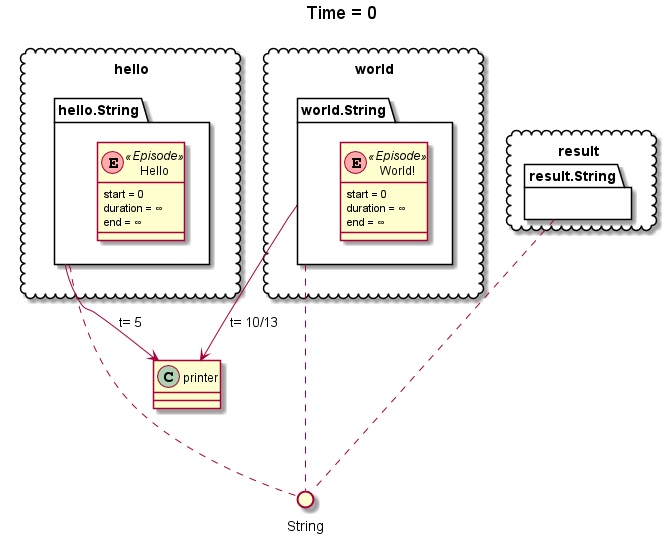 Time = 0
hello
world
hello.String
world.String
result
result.String
E «Episode»
Hello
start = 0
duration = ∞
end = ∞
E «Episode»
World!
start = 0
duration = ∞
end = ∞
t= 5
t= 10/13
C printer
String